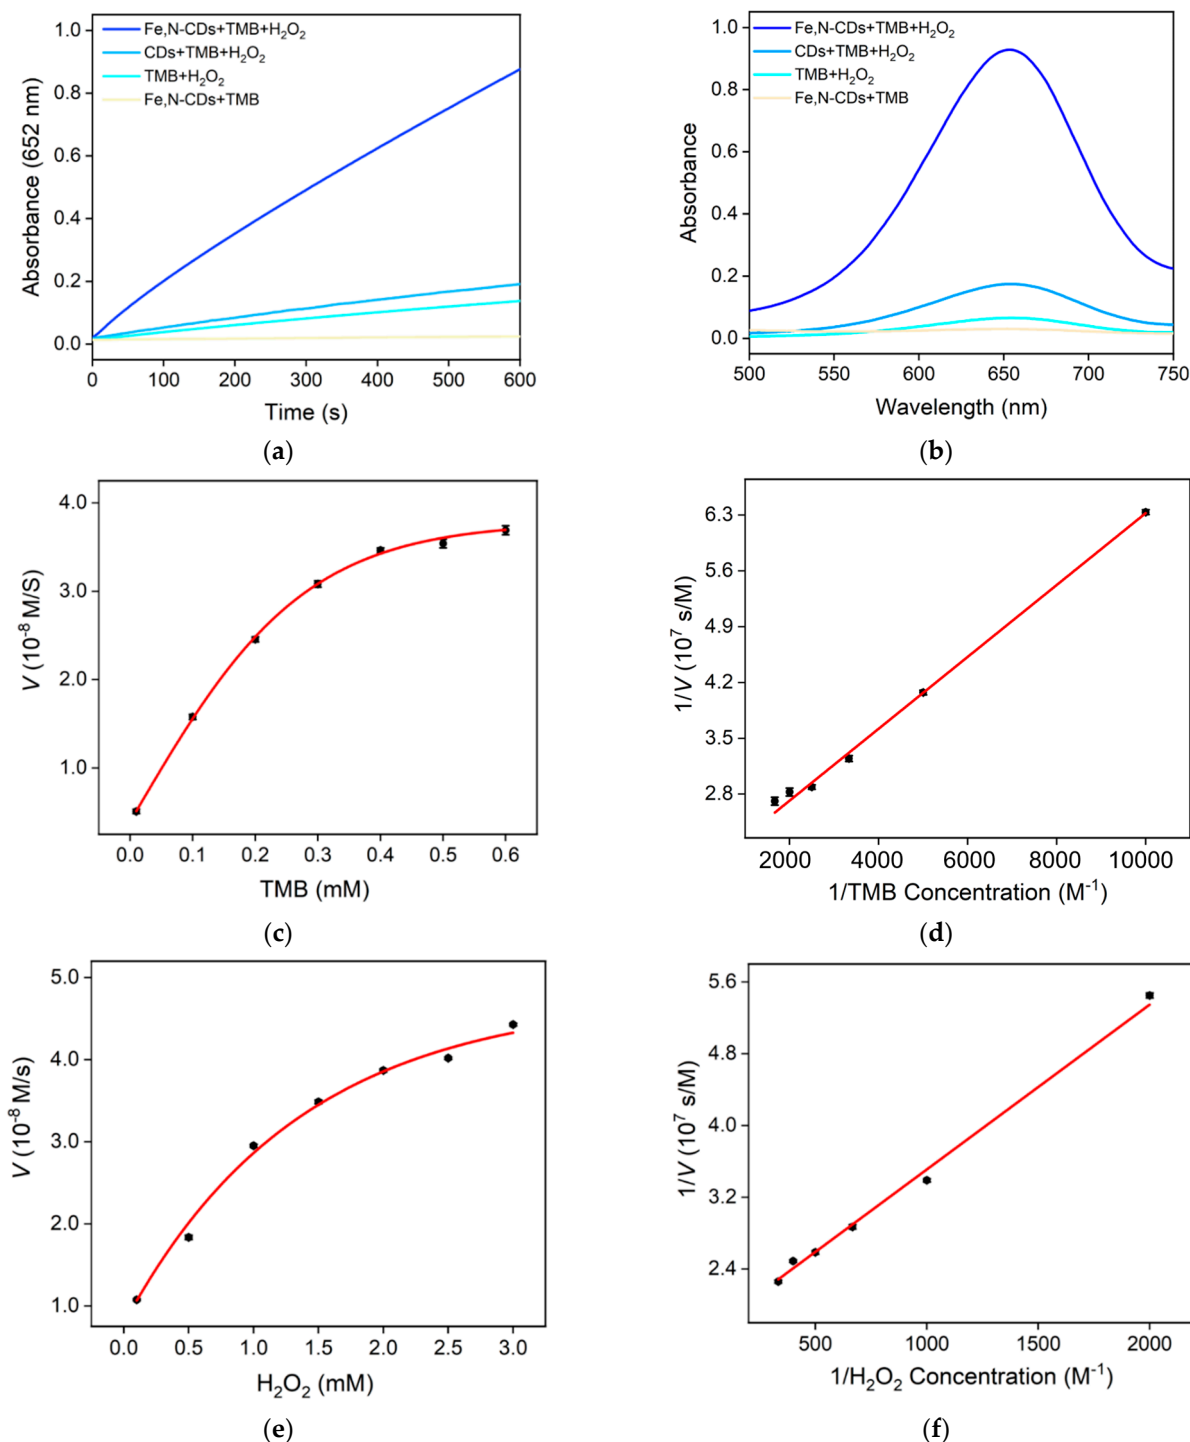 Fe,N-CDs+TMB+H₂O₂
CDs+TMB+H₂O₂
TMB+H₂O₂
Fe,N-CDs+TMB
1.0
0.8
0.6
0.4
0.2
0.0
Absorbance (652 nm)
0 100 200 300 400 500 600
Time (s)
(a)
Fe,N-CDs+TMB+H₂O₂
CDs+TMB+H₂O₂
TMB+H₂O₂
Fe,N-CDs+TMB
1.0
0.8
0.6
0.4
0.2
0.0
Absorbance
500 550 600 650 700 750
Wavelength (nm)
(b)
4.0
3.0
2.0
1.0
V (10⁻⁸ M/S)
0.0 0.1 0.2 0.3 0.4 0.5 0.6
TMB (mM)
(c)
6.3
5.6
4.9
4.2
3.5
2.8
1/V (10⁷ s/M)
2000 4000 6000 8000 10000
1/TMB Concentration (M⁻¹)
(d)
5.0
4.0
3.0
2.0
1.0
V (10⁻⁸ M/s)
0.0 0.5 1.0 1.5 2.0 2.5 3.0
H₂O₂ (mM)
(e)
5.6
4.8
4.0
3.2
2.4
1/V (10⁷ s/M)
500 1000 1500 2000
1/H₂O₂ Concentration (M⁻¹)
(f)